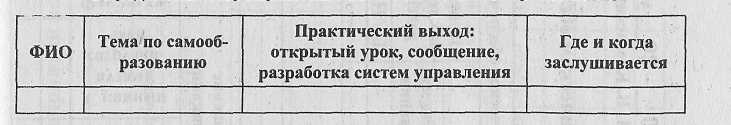 ФИО
Тема по самооб-
разованию
Практический выход:
открытый урок, сообщение,
разработка систем управления
Где и когда
заслушивается